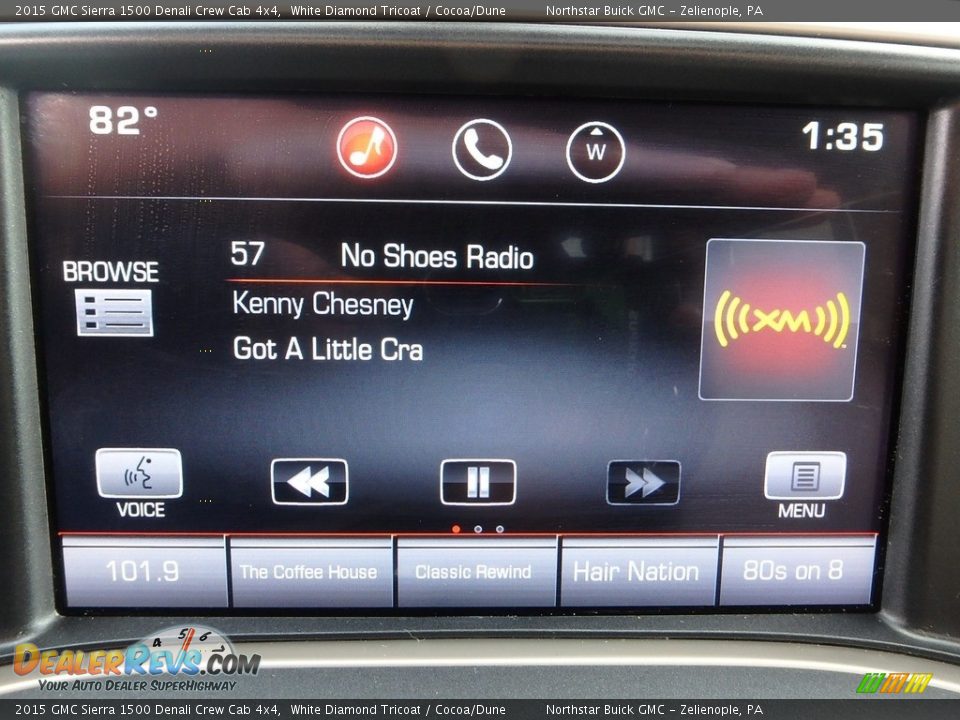 2015 GMC Sierra 1500 Denali Crew Cab 4x4,  White Diamond Tricoat / Cocoa/Dune  Northstar Buick GMC - Zelienople, PA
82°
W
1:35
57 No Shoes Radio
BROWSE
Kenny Chesney
Got A Little Cra
XM
VOICE
MENU
101.9
The Coffee House
Classic Rewind
Hair Nation
80s on 8
4 5 6
DealerRevs.com
Your Auto Dealer SuperHighway
2015 GMC Sierra 1500 Denali Crew Cab 4x4,  White Diamond Tricoat / Cocoa/Dune  Northstar Buick GMC - Zelienople, PA